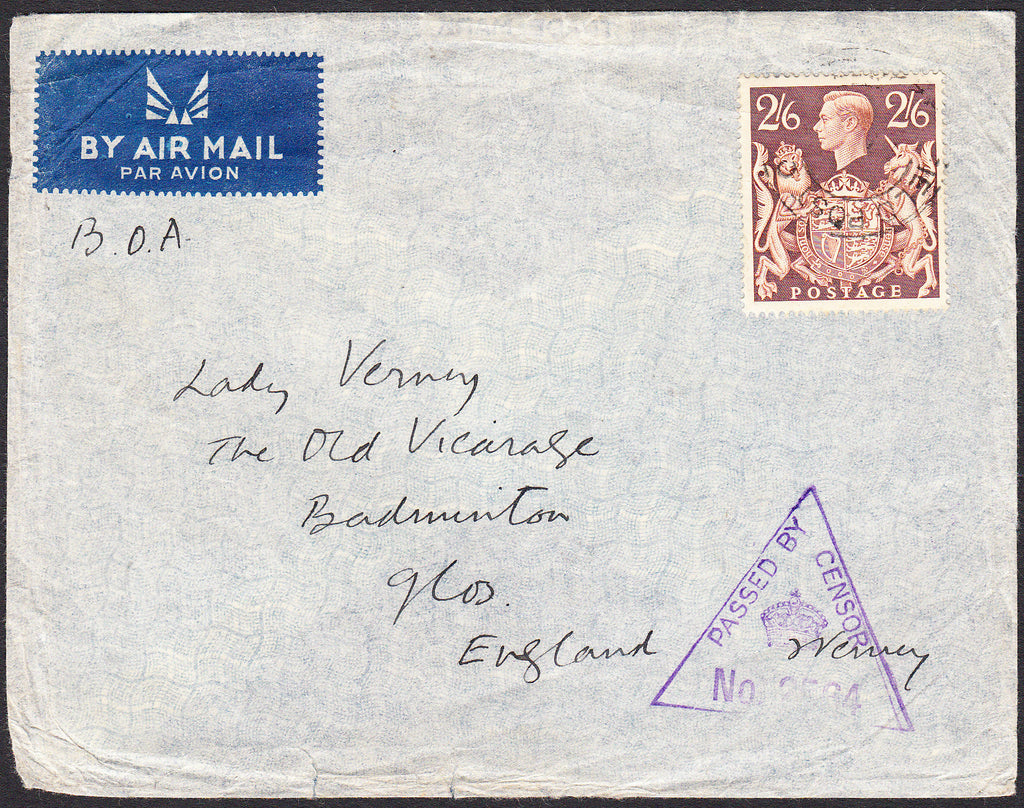 BY AIR MAIL
PAR AVION
2/6 2/6
POSTAGE
B.O.A.
Lady Verney
The Old Vicarage
Badminton
Glos.
England
PASSED BY CENSOR
No.
Verney